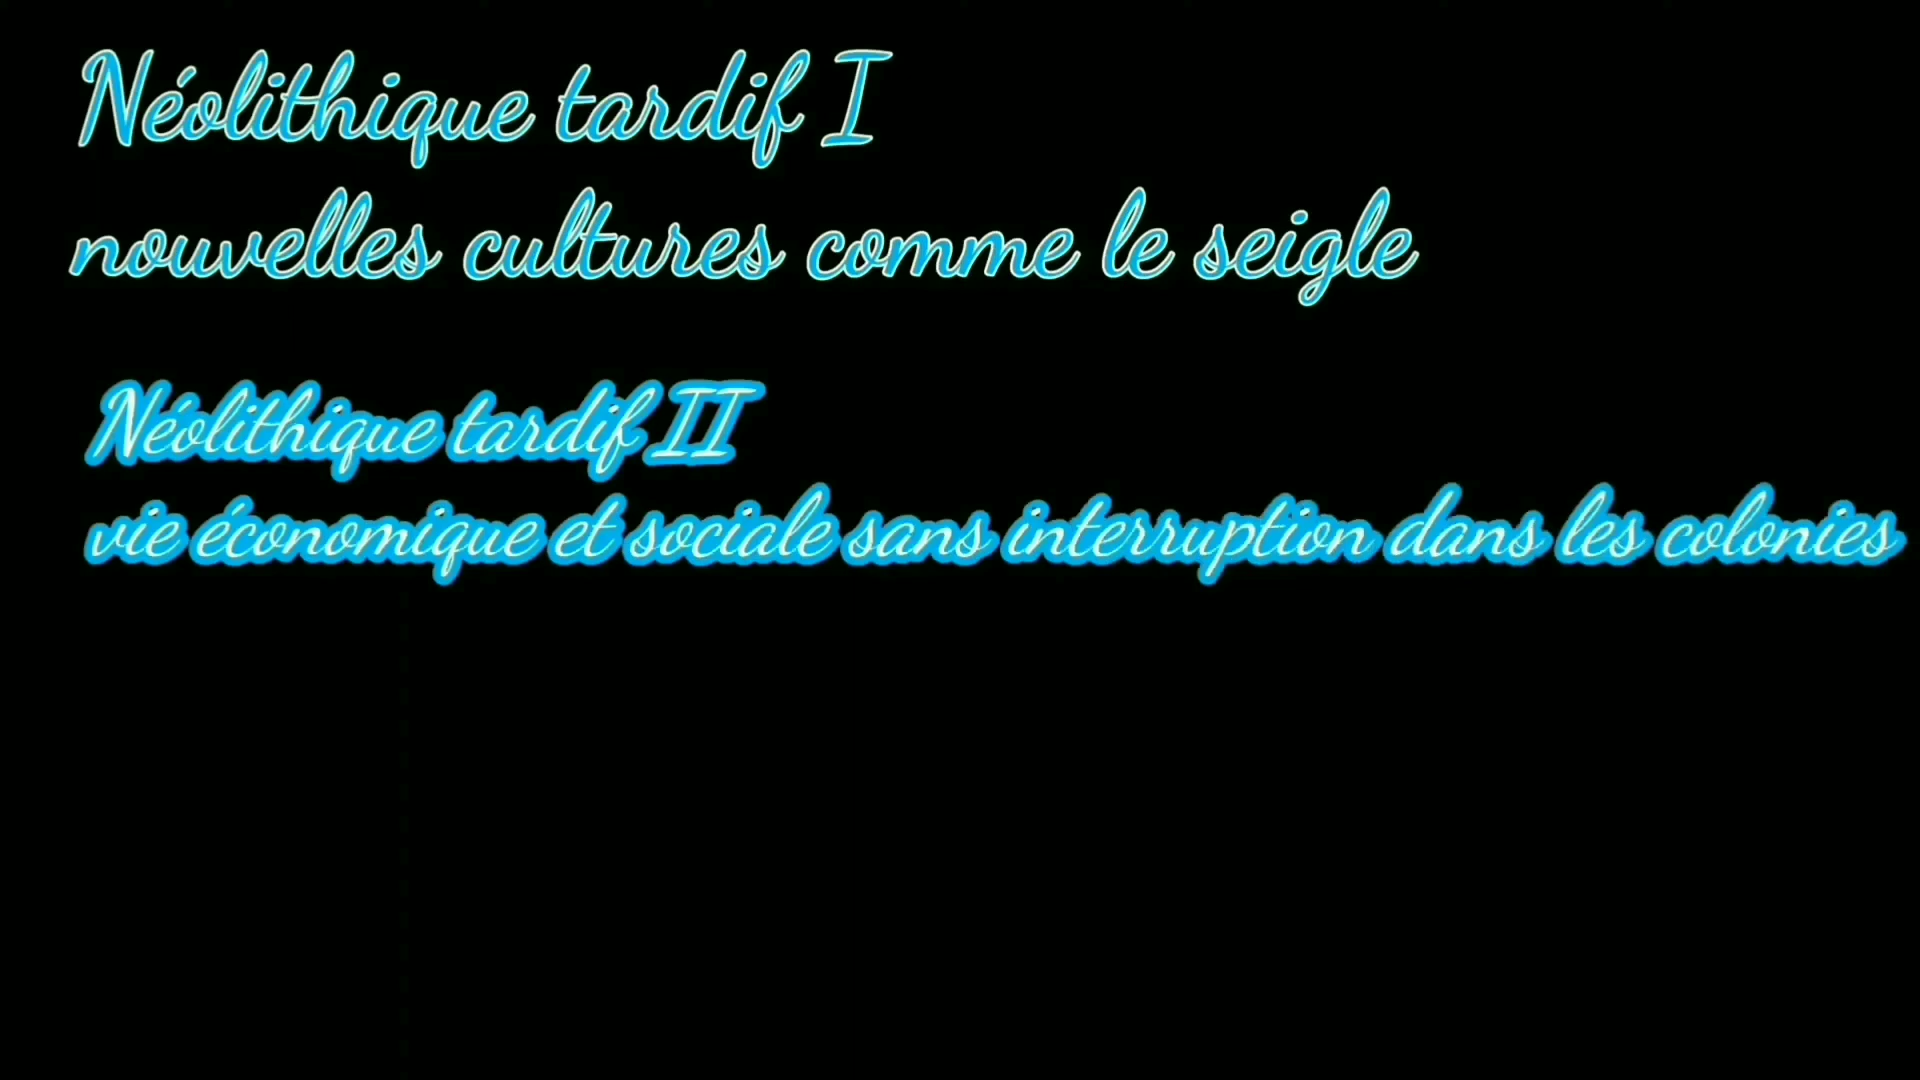 Néolithique tardif I
nouvelles cultures comme le seigle
Néolithique tardif II
vie économique et sociale sans interruption dans les colonies